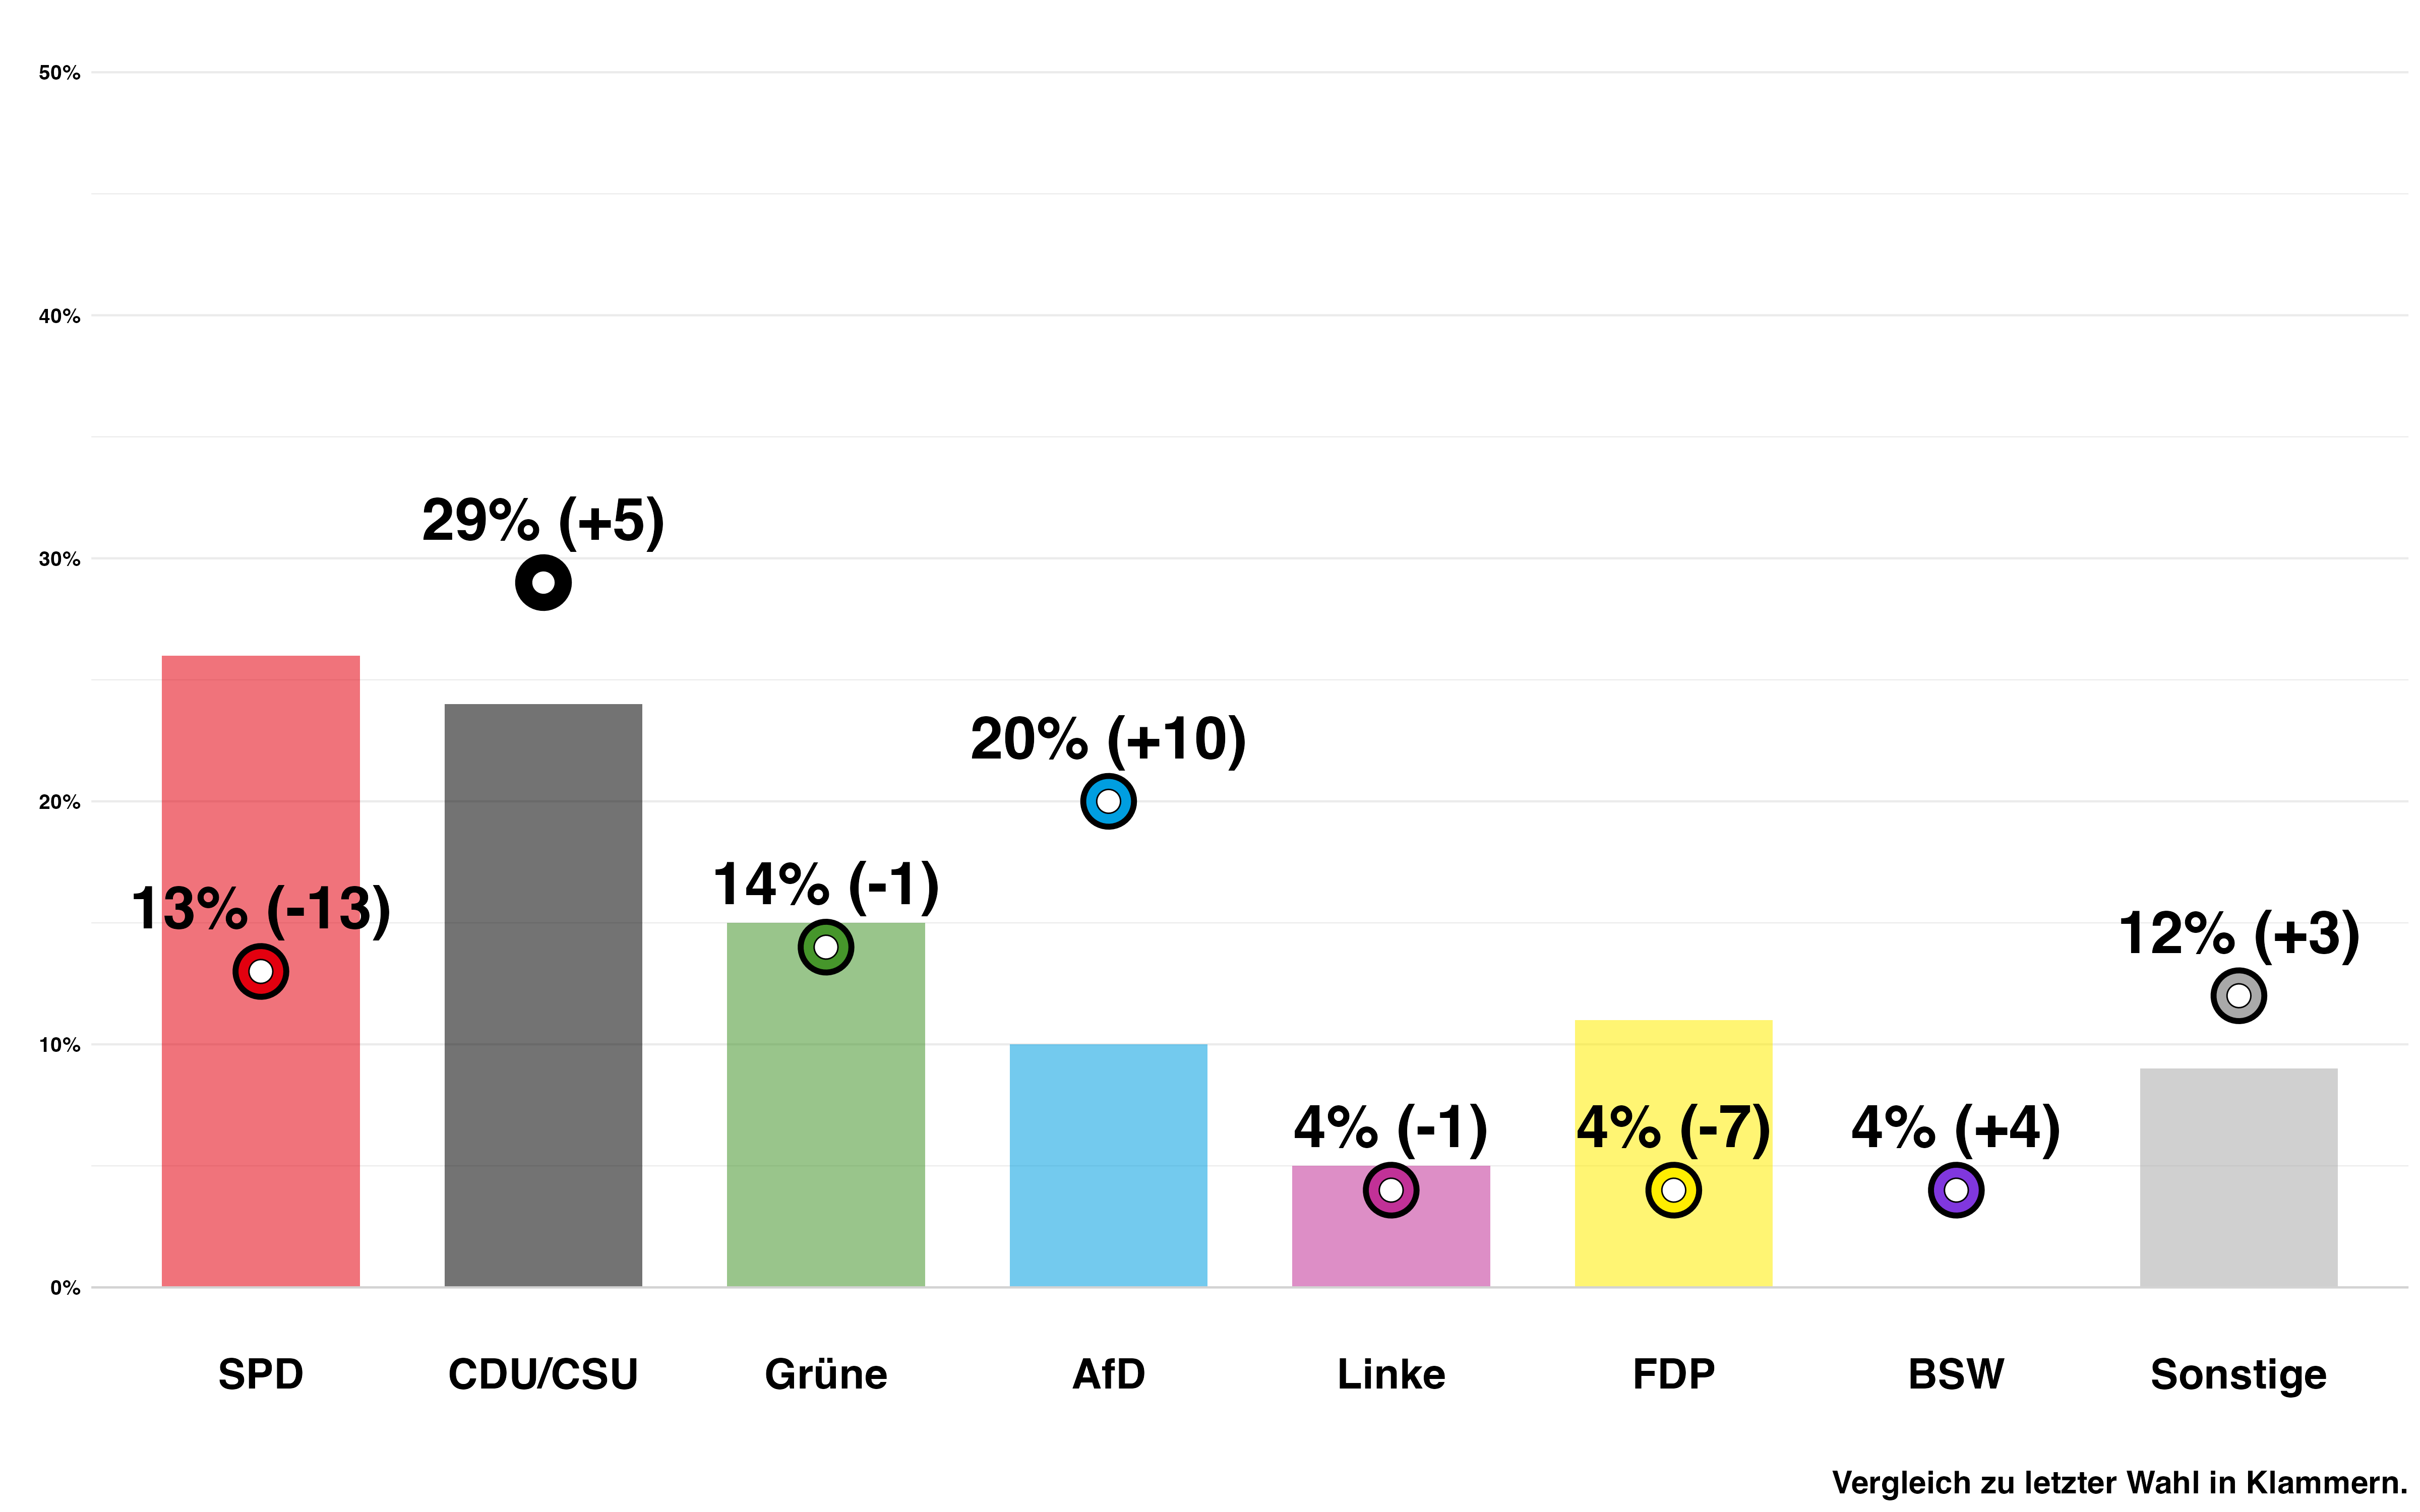 50%
40%
30%
20%
10%
0%
29% (+5)
20% (+10)
14% (-1)
13% (-13)
12% (+3)
4% (-1)
4% (-7)
4% (+4)
SPD
CDU/CSU
Grüne
AfD
Linke
FDP
BSW
Sonstige
Vergleich zu letzter Wahl in Klammern.